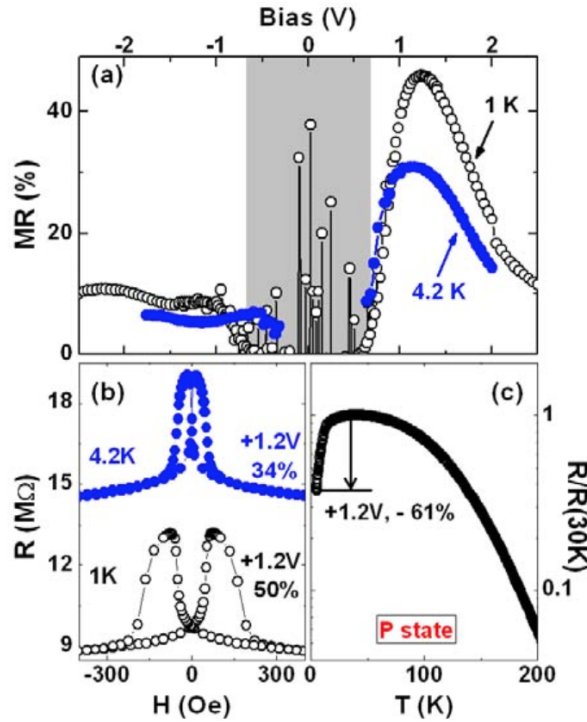 Bias (V)
-2 -1 0 1 2
(a)
MR (%)
40
20
0
1 K
4.2 K
(b)
R (MΩ)
18
15
12
9
4.2K
+1.2V
34%
1K
+1.2V
50%
-300 0 300
H (Oe)
(c)
R/R(30K)
1
0.1
+1.2V, - 61%
P state
0 100 200
T (K)